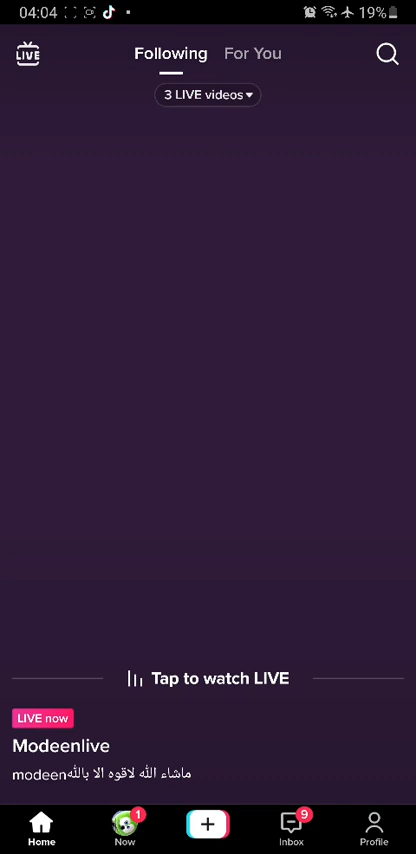 04:04
19%
LIVE
Following For You
3 LIVE videos
Tap to watch LIVE
LIVE now
Modeenlive
modeenماشاء الله لاقوه الا بالله
1
9
Home Now Inbox Profile